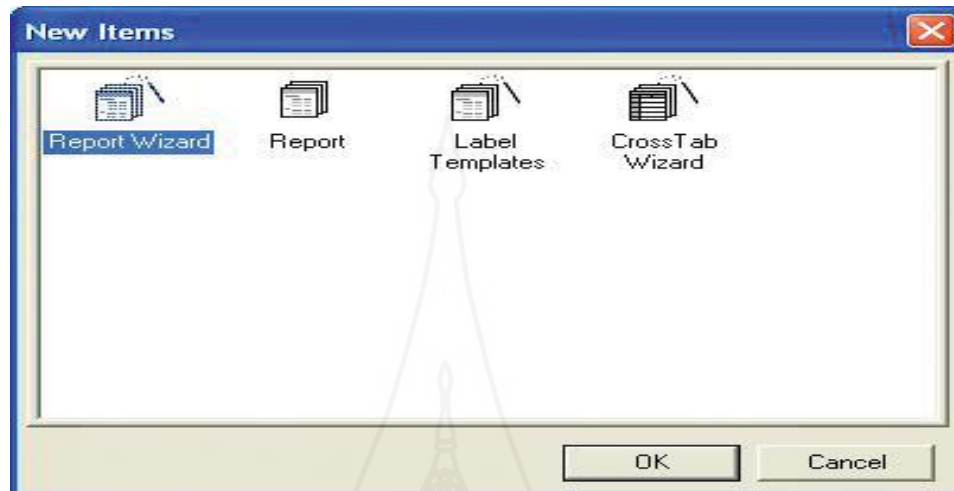 New Items
Report Wizard
Report
Label
Templates
CrossTab
Wizard
OK
Cancel